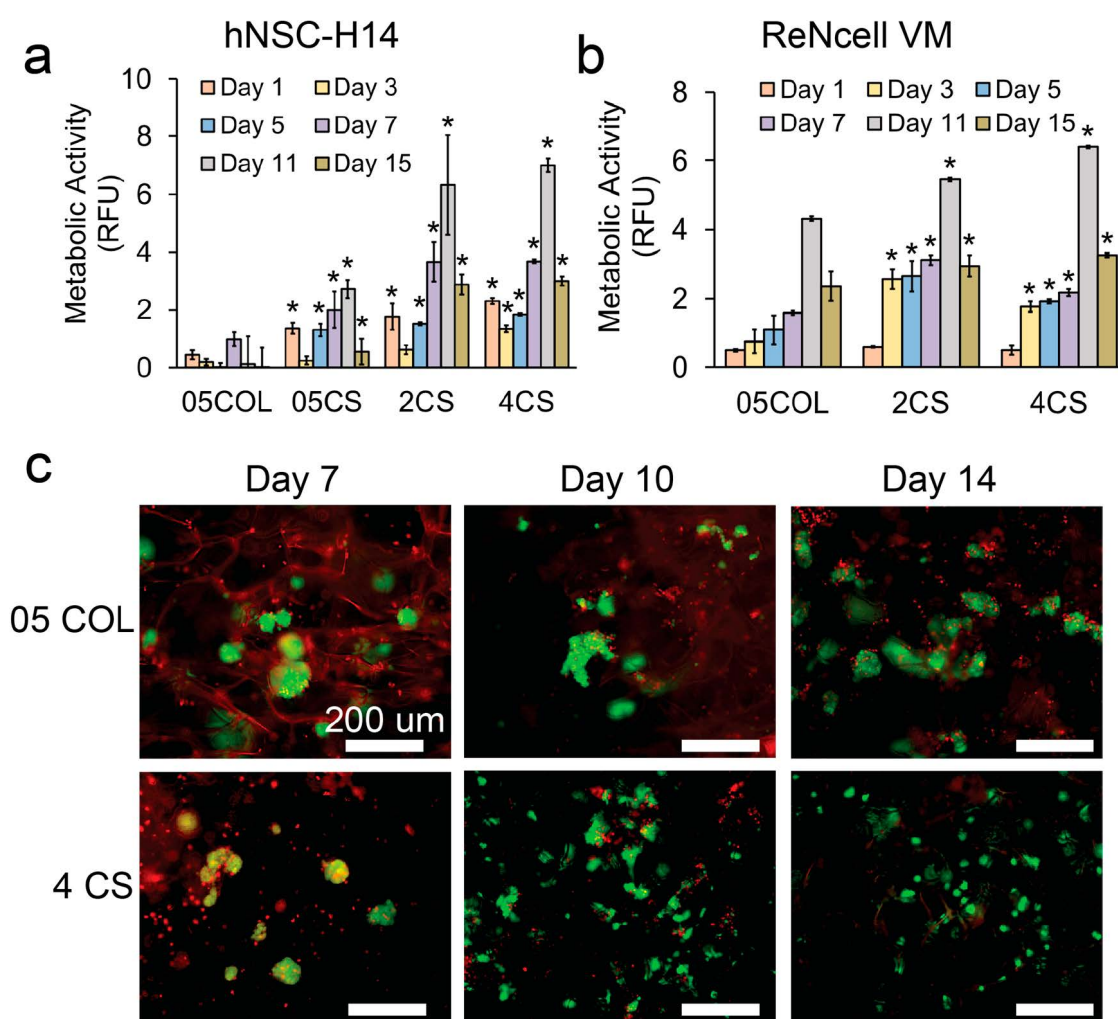 hNSC-H14
a
Metabolic Activity
(RFU)
10
8
6
4
2
0
Day 1
Day 3
Day 5
Day 7
Day 11
Day 15
* * * * *
* * * *
* * * * * *
05COL
05CS
2CS
4CS
ReNcell VM
b
Metabolic Activity
(RFU)
8
6
4
2
0
Day 1
Day 3
Day 5
Day 7
Day 11
Day 15
* * * * *
* * * * *
05COL
2CS
4CS
c
Day 7
Day 10
Day 14
05 COL
200 um
4 CS